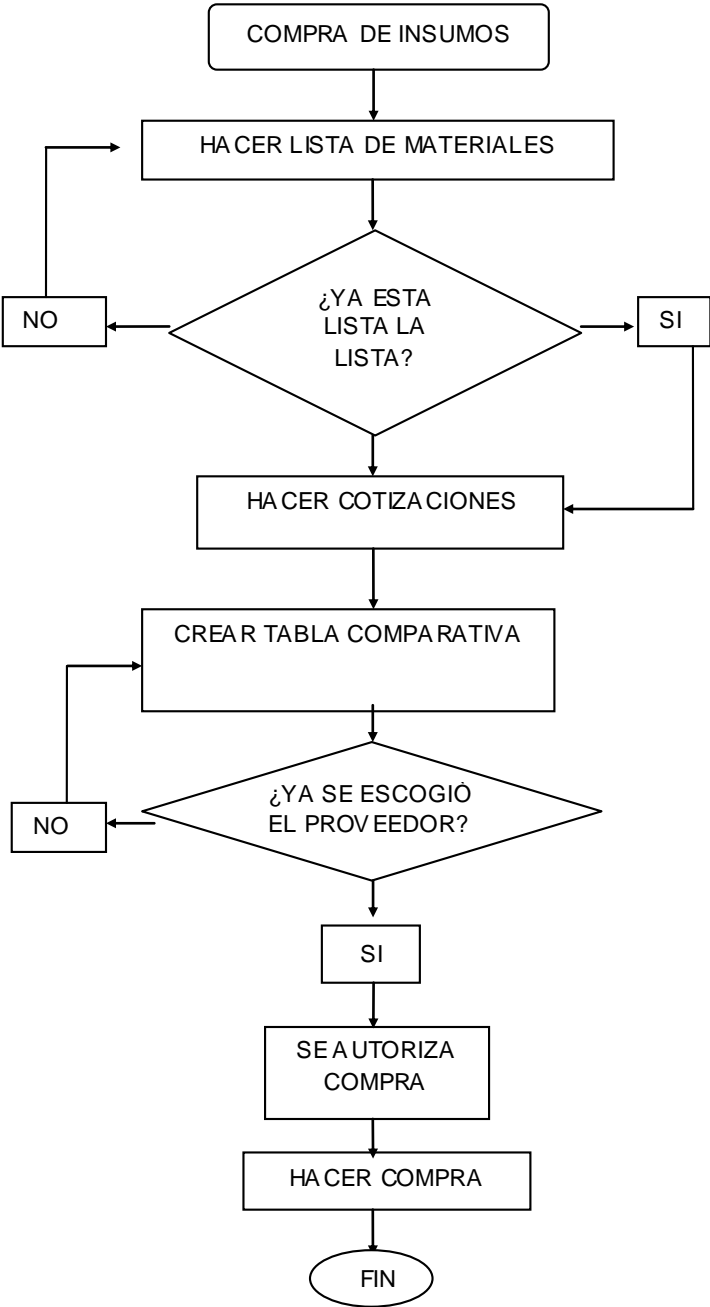 COMPRA DE INSUMOS
HACER LISTA DE MATERIALES
¿YA ESTA
LISTA LA
LISTA?
NO
SI
HACER COTIZACIONES
CREAR TABLA COMPARATIVA
¿YA SE ESCOGIÒ
EL PROVEEDOR?
NO
SI
SE AUTORIZA
COMPRA
HACER COMPRA
FIN